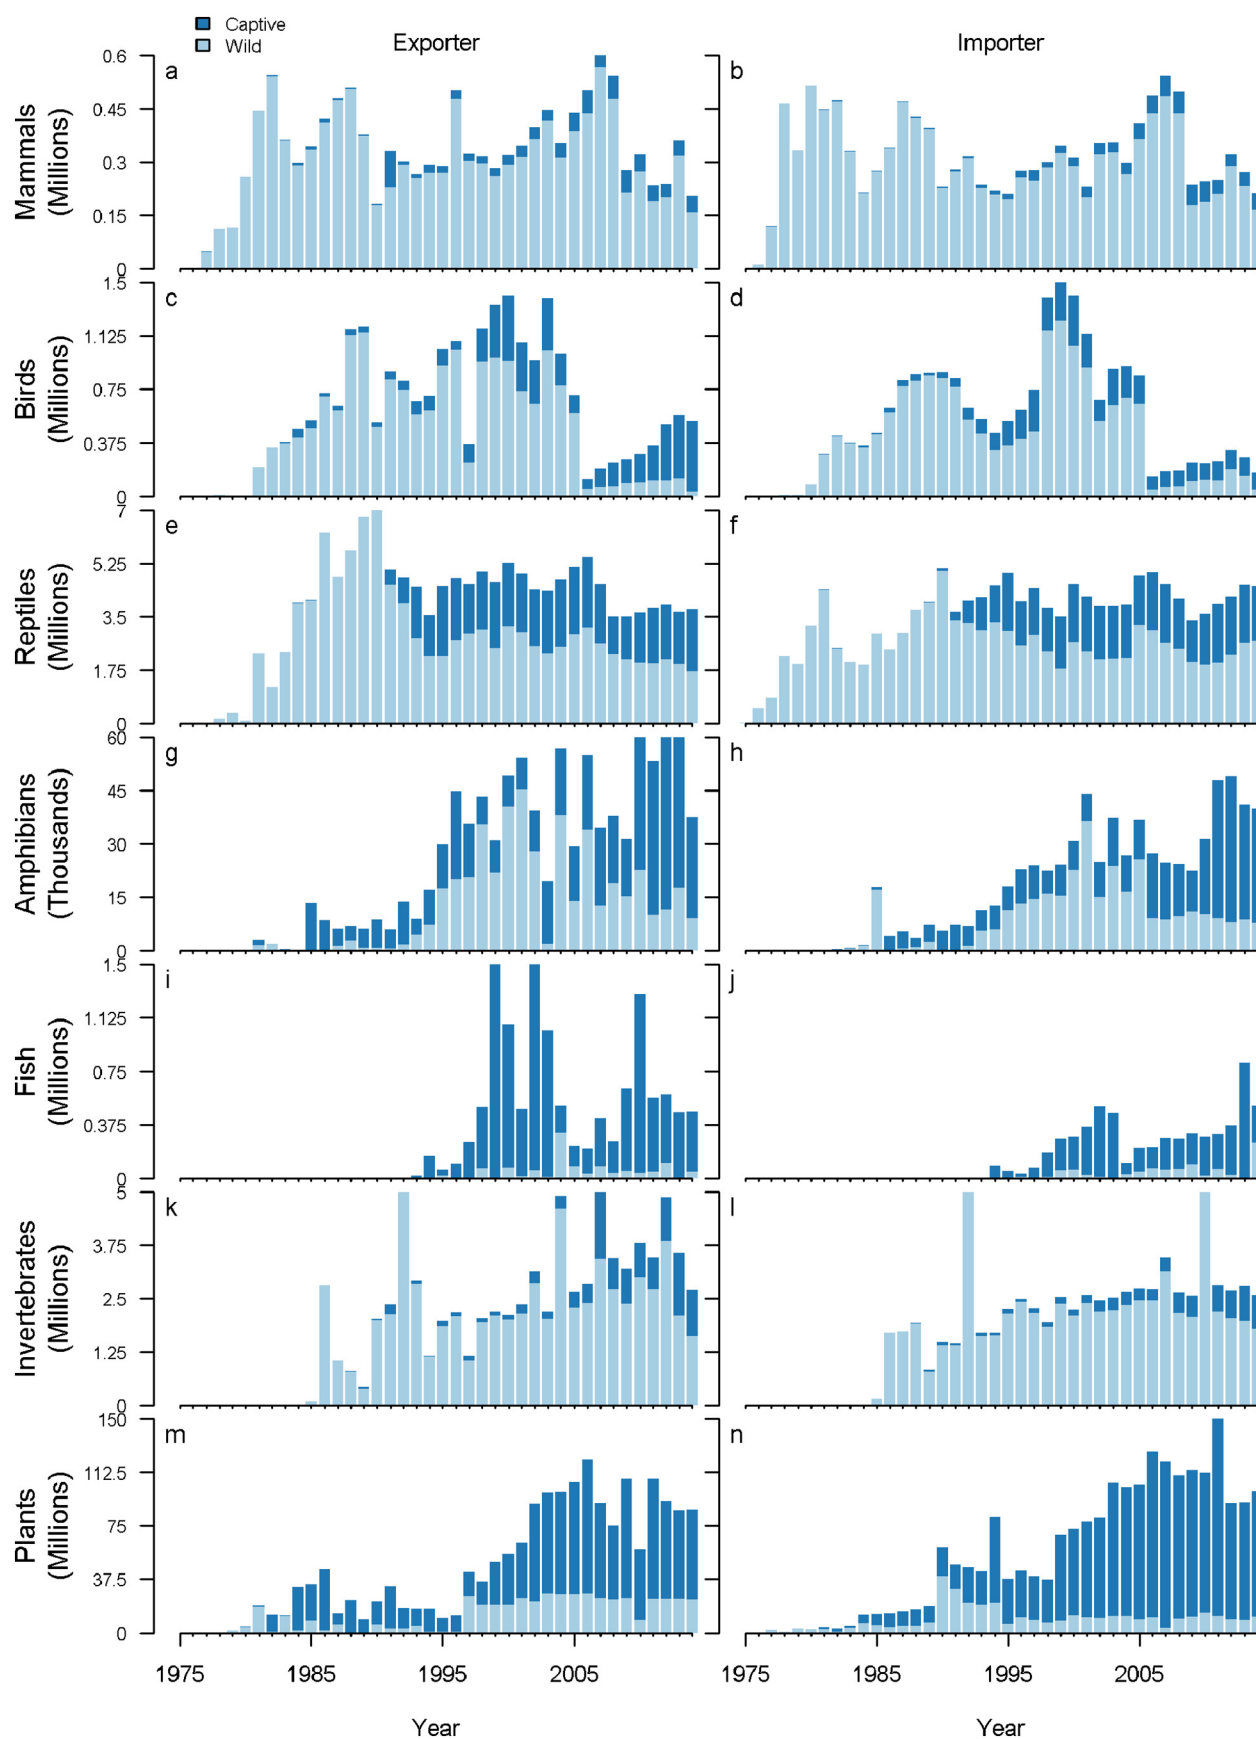 Captive
Wild
Exporter
Importer
Mammals
(Millions)
0.6
0.45
0.3
0.15
0
a
b
Birds
(Millions)
1.5
1.125
0.75
0.375
0
c
d
Reptiles
(Millions)
7
5.25
3.5
1.75
0
e
f
Amphibians
(Thousands)
60
45
30
15
0
g
h
Fish
(Millions)
1.5
1.125
0.75
0.375
0
i
j
Invertebrates
(Millions)
5
3.75
2.5
1.25
0
k
l
Plants
(Millions)
150
112.5
75
37.5
0
m
n
1975 1985 1995 2005
1975 1985 1995 2005
Year
Year